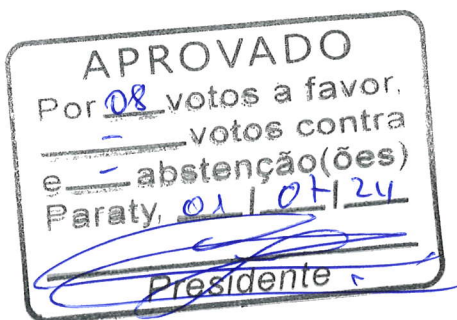 APROVADO
Por 08 votos a favor,
- votos contra
e - abstenção(ões)
Paraty, 01 / 07 / 24
Presidente